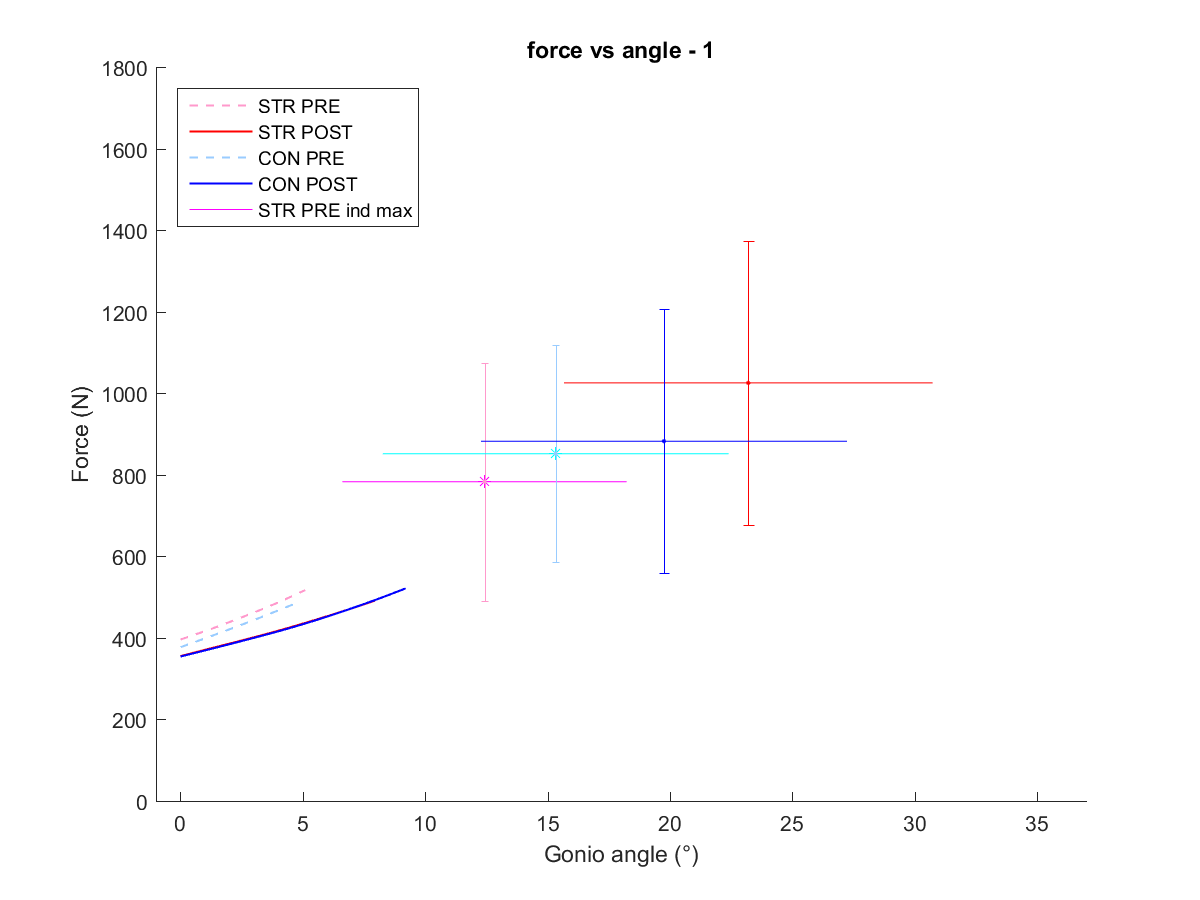 force vs angle - 1
1800
1600
1400
1200
1000
800
600
400
200
0
Force (N)
STR PRE
STR POST
CON PRE
CON POST
STR PRE ind max
0 5 10 15 20 25 30 35
Gonio angle (°)